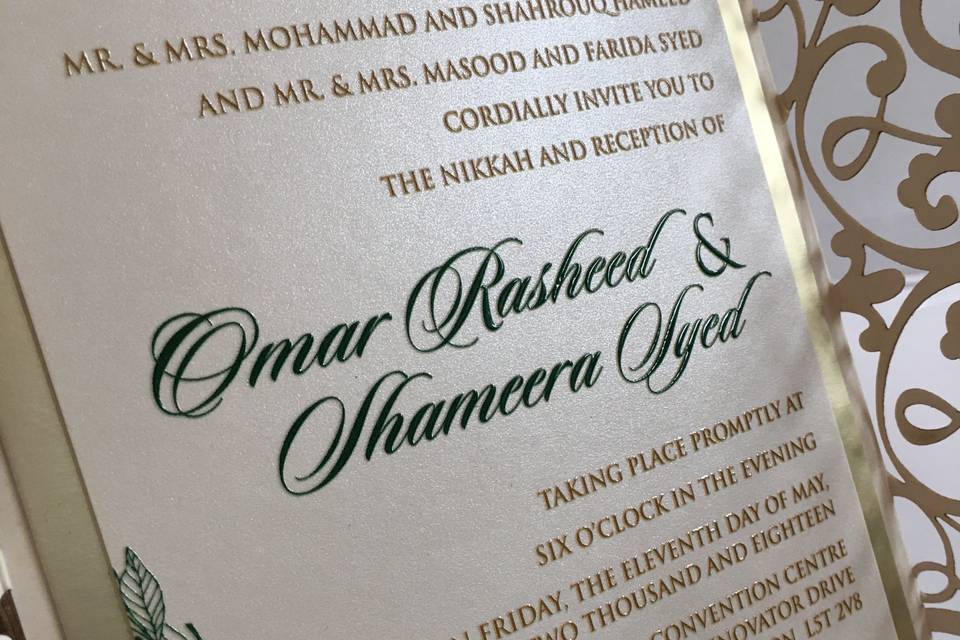 MR. & MRS. MOHAMMAD AND SHAHROUQ HAMEED
AND MR. & MRS. MASOOD AND FARIDA SYED
CORDIALLY INVITE YOU TO
THE NIKKAH AND RECEPTION OF
Omar Rasheed &
Shameera Syed
TAKING PLACE PROMPTLY AT
SIX O'CLOCK IN THE EVENING
FRIDAY, THE ELEVENTH DAY OF MAY,
TWO THOUSAND AND EIGHTEEN
CONVENTION CENTRE
DRIVE
L5T 2V8